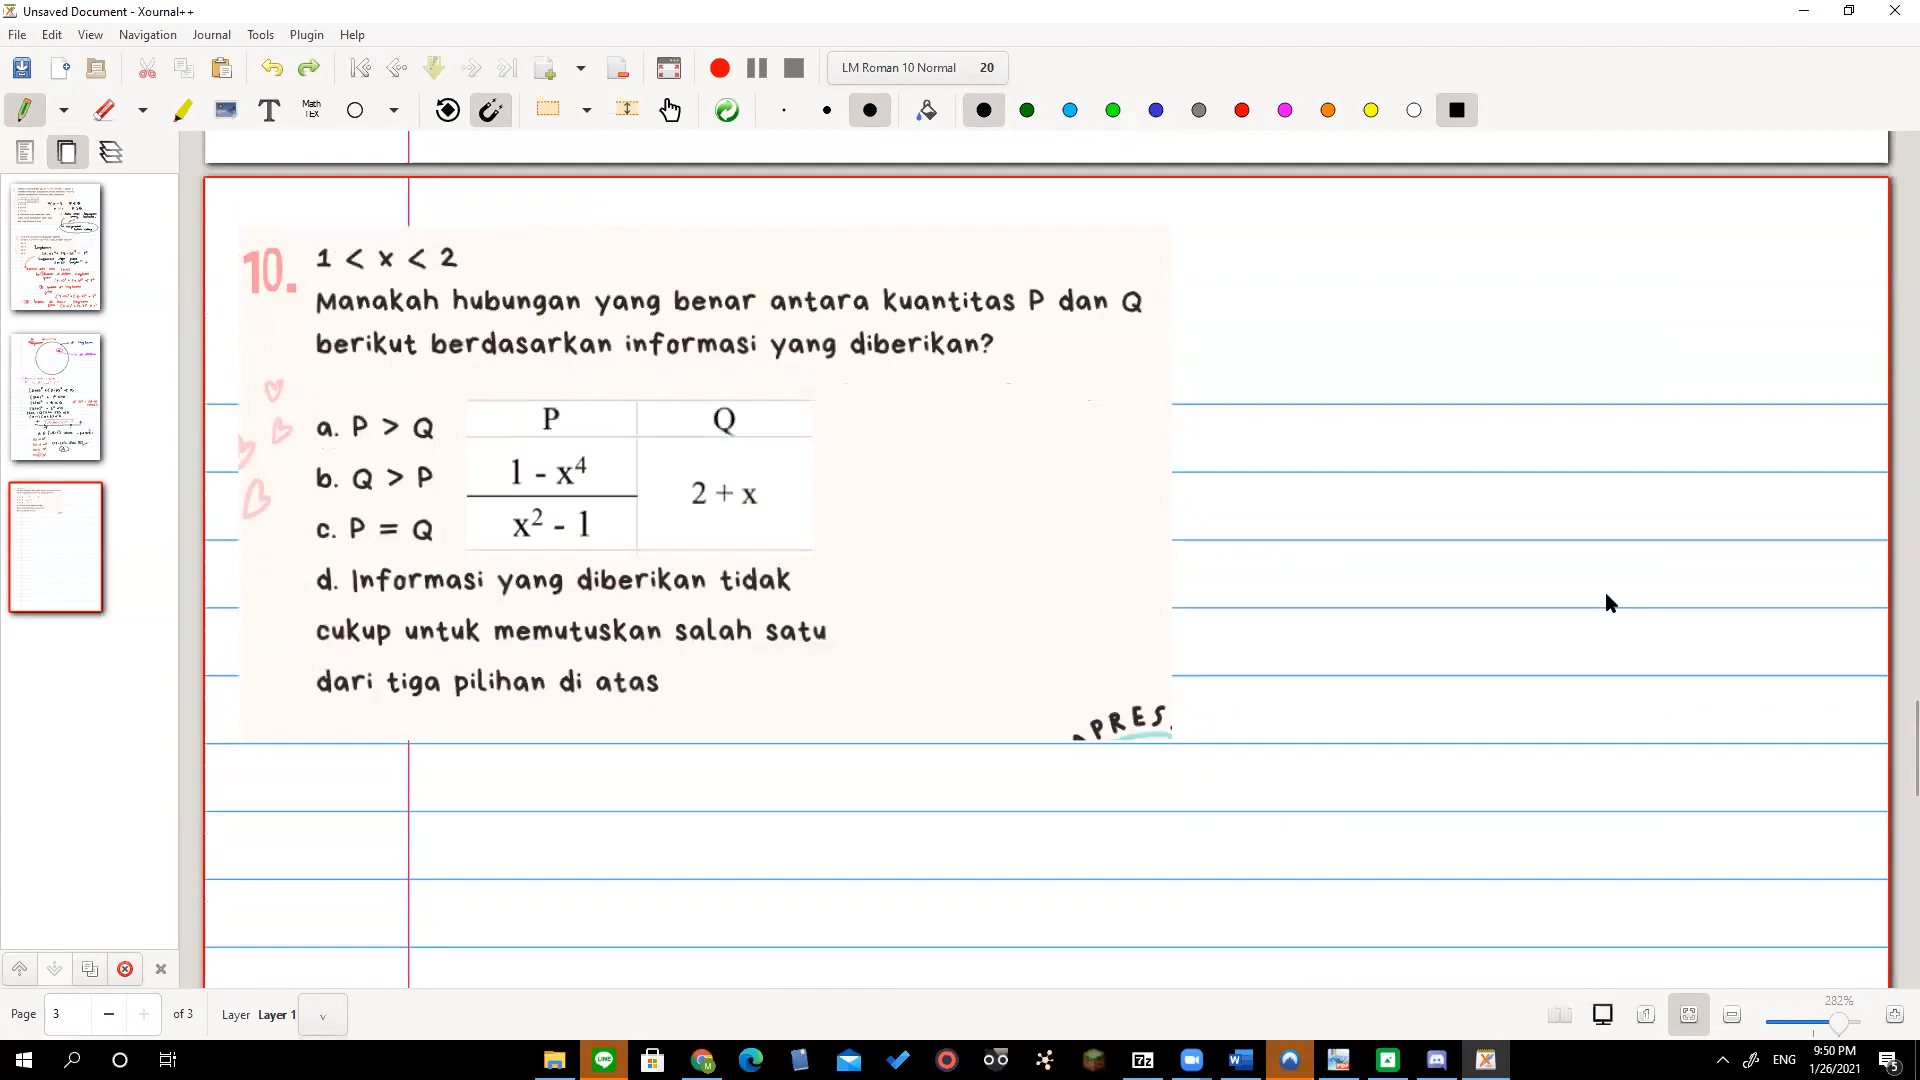 Unsaved Document - Xournal++
File Edit View Navigation Journal Tools Plugin Help
LM Roman 10 Normal 20
Math
TEX
10. 1 < x < 2
Manakah hubungan yang benar antara kuantitas P dan Q
berikut berdasarkan informasi yang diberikan?
P Q
a. P > Q
1 - x⁴
b. Q > P
2 + x
x² - 1
c. P = Q
d. Informasi yang diberikan tidak
cukup untuk memutuskan salah satu
dari tiga pilihan di atas
PRES
Page 3 of 3 Layer Layer 1
282%
ENG
9:50 PM
1/26/2021
5